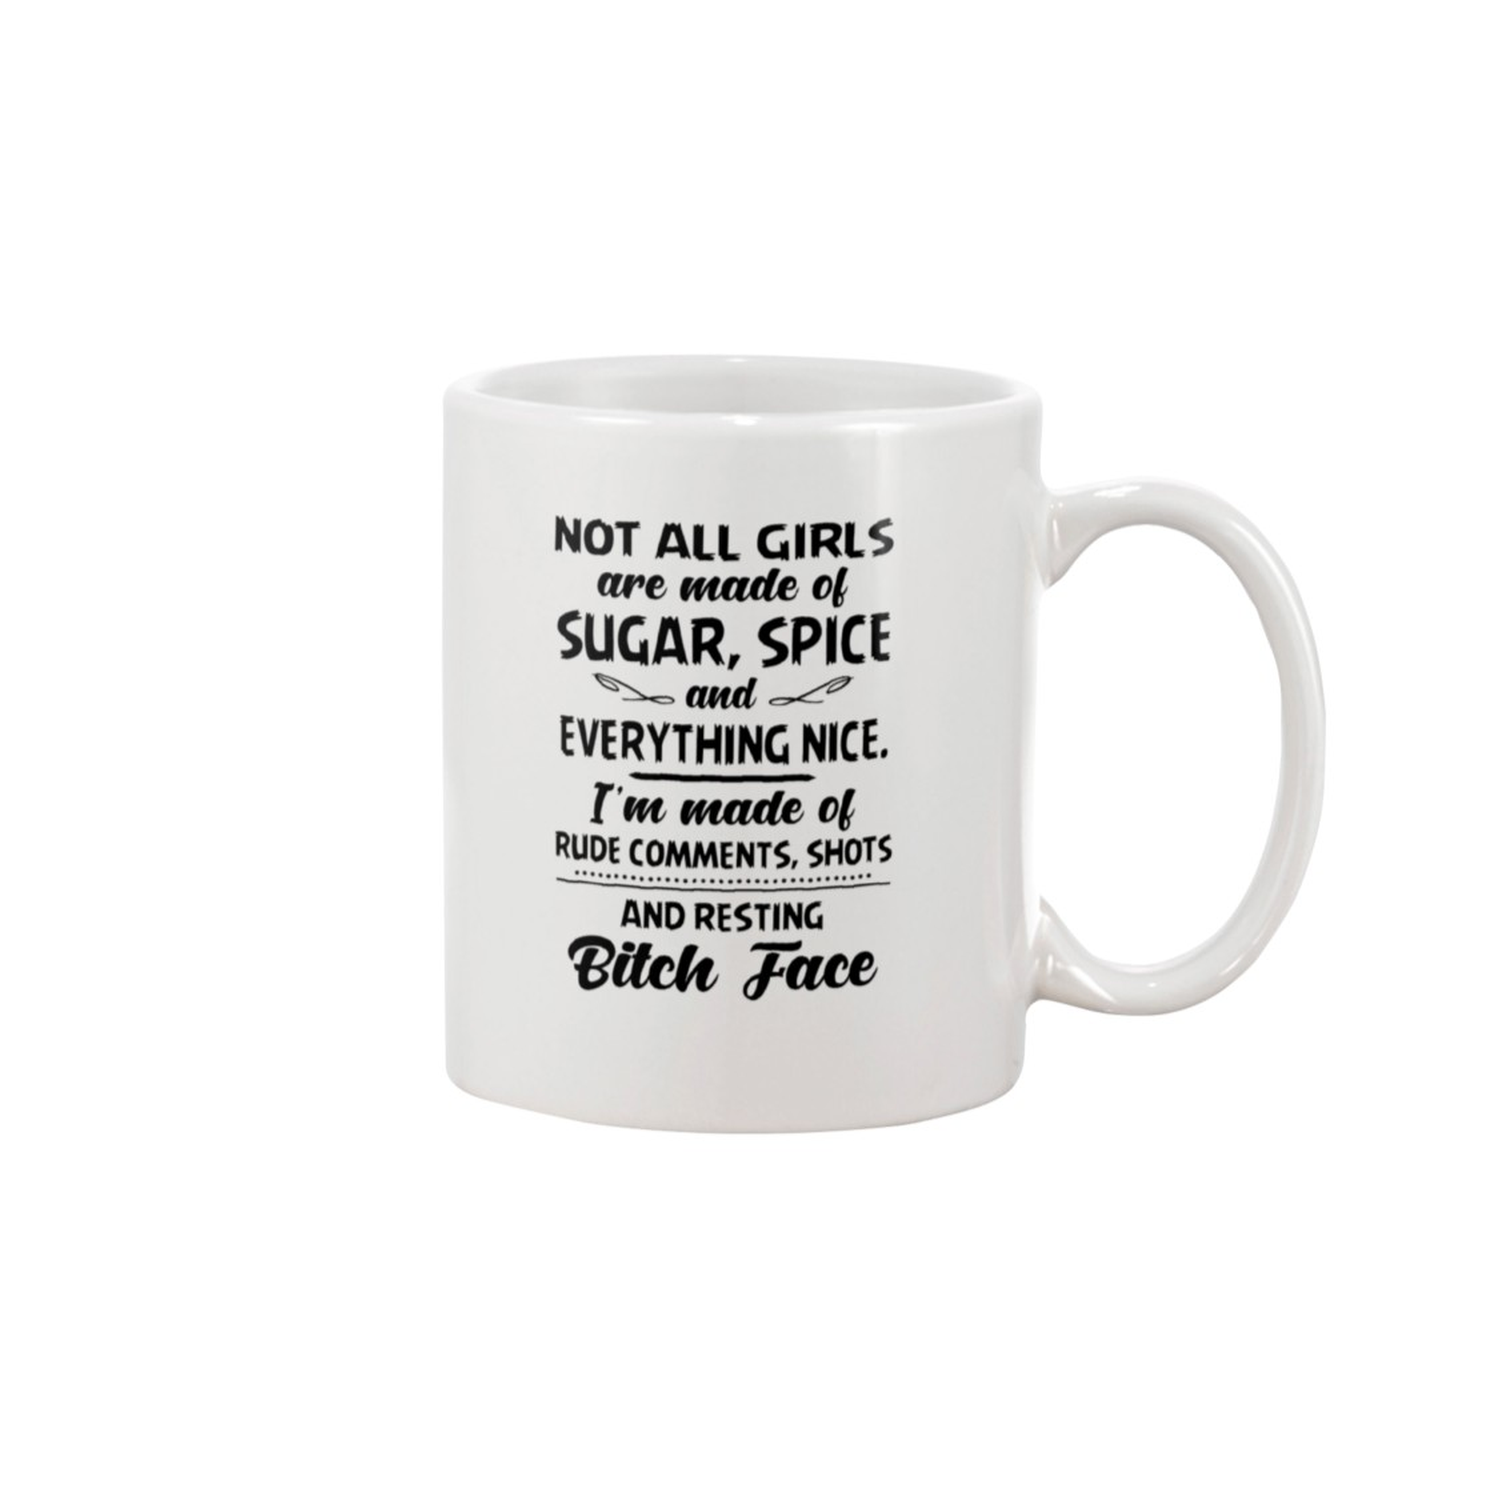 NOT ALL GIRLS
are made of
SUGAR, SPICE
and
EVERYTHING NICE.
I'm made of
RUDE COMMENTS, SHOTS
AND RESTING
Bitch Face